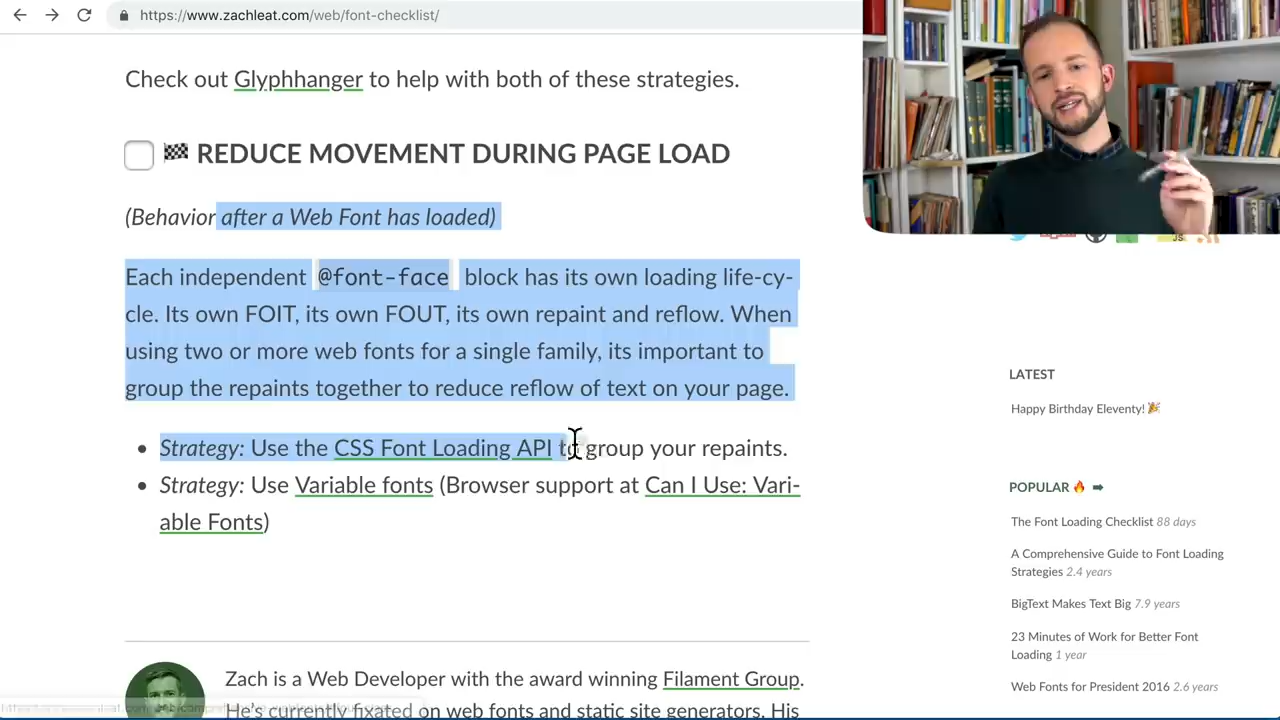 https://www.zachleat.com/web/font-checklist/
Check out Glyphhanger to help with both of these strategies.
🏁 REDUCE MOVEMENT DURING PAGE LOAD
(Behavior after a Web Font has loaded)
Each independent @font-face block has its own loading life-cy-
cle. Its own FOIT, its own FOUT, its own repaint and reflow. When
using two or more web fonts for a single family, its important to
group the repaints together to reduce reflow of text on your page.
• Strategy: Use the CSS Font Loading API to group your repaints.
• Strategy: Use Variable fonts (Browser support at Can I Use: Vari-
able Fonts)
Zach is a Web Developer with the award winning Filament Group.
He's currently fixated on web fonts and static site generators. His
JS
LATEST
Happy Birthday Eleventy! 🎉
POPULAR 🔥 ➡
The Font Loading Checklist 88 days
A Comprehensive Guide to Font Loading
Strategies 2.4 years
BigText Makes Text Big 7.9 years
23 Minutes of Work for Better Font
Loading 1 year
Web Fonts for President 2016 2.6 years